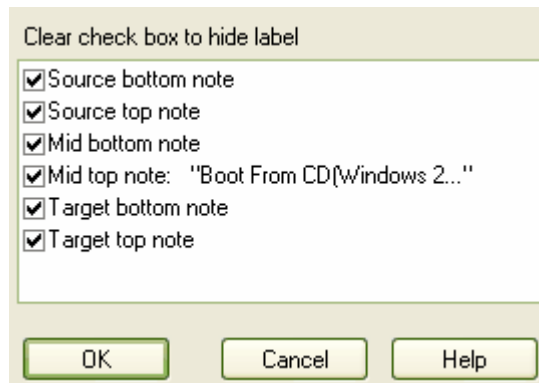 Clear check box to hide label
Source bottom note
Source top note
Mid bottom note
Mid top note: "Boot From CD(Windows 2..."
Target bottom note
Target top note
OK Cancel Help